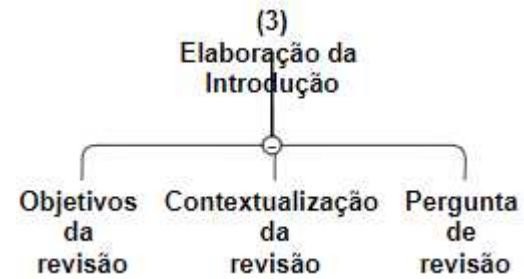 (3)
Elaboração da
Introdução
Objetivos
da
revisão
Contextualização
da
revisão
Pergunta
de
revisão